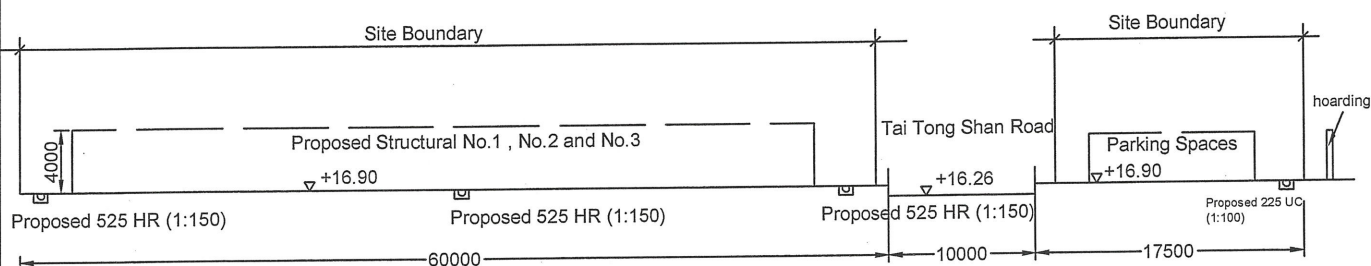 Site Boundary
Site Boundary
hoarding
Proposed Structural No.1 , No.2 and No.3
Tai Tong Shan Road
Parking Spaces
4000
+16.90
+16.26
+16.90
Proposed 525 HR (1:150)
Proposed 525 HR (1:150)
Proposed 525 HR (1:150)
Proposed 225 UC
(1:100)
60000
10000
17500